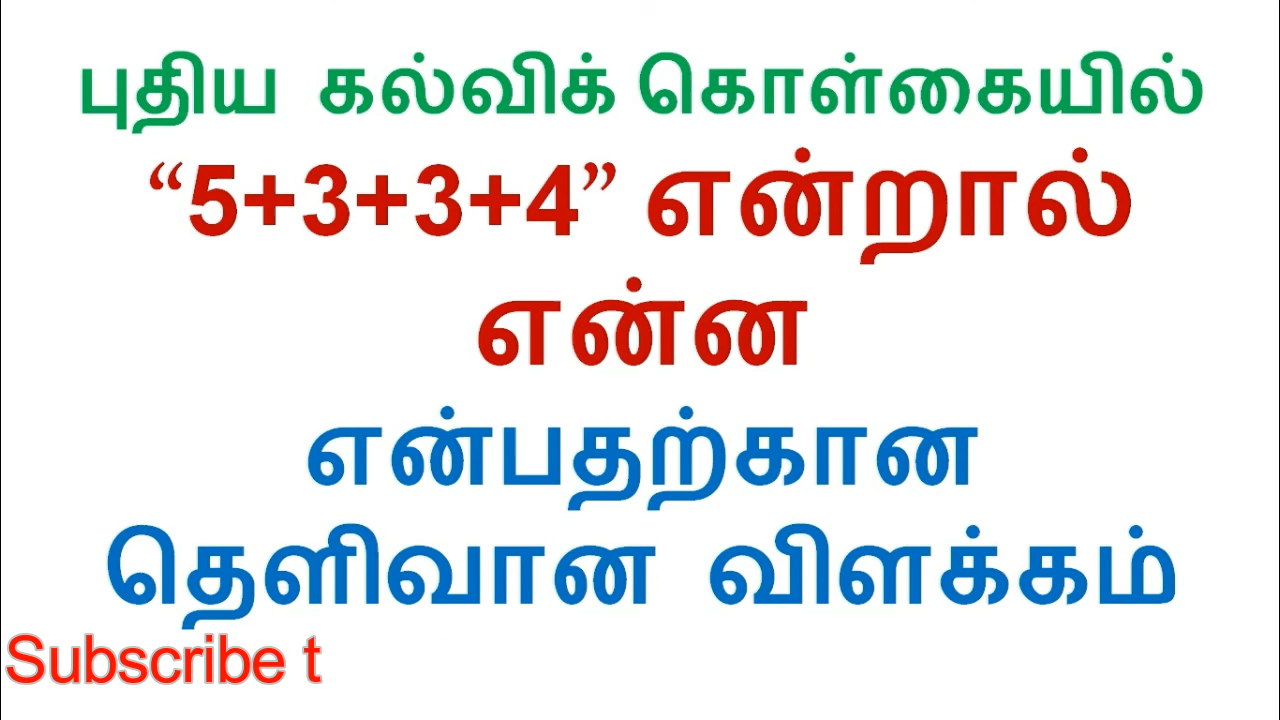 புதிய கல்விக் கொள்கையில்
“5+3+3+4” என்றால்
என்ன
என்பதற்கான
தெளிவான விளக்கம்
Subscribe t